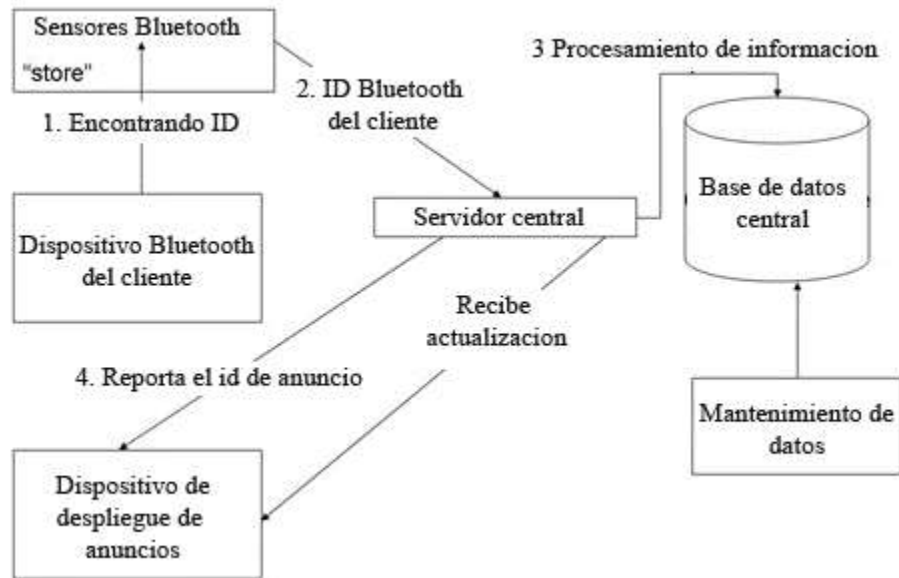 Sensores Bluetooth
"store"
1. Encontrando ID
Dispositivo Bluetooth
del cliente
2. ID Bluetooth
del cliente
3 Procesamiento de informacion
Servidor central
Base de datos
central
Recibe
actualizacion
4. Reporta el id de anuncio
Mantenimiento de
datos
Dispositivo de
despliegue de
anuncios